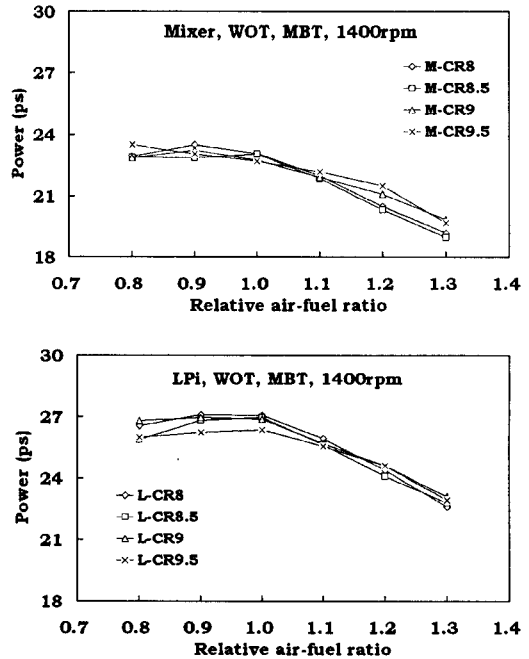 Mixer, WOT, MBT, 1400rpm
30
27
24
21
18
Power (ps)
M-CR8
M-CR8.5
M-CR9
M-CR9.5
0.7 0.8 0.9 1.0 1.1 1.2 1.3 1.4
Relative air-fuel ratio
LPi, WOT, MBT, 1400rpm
30
27
24
22
18
Power (ps)
L-CR8
L-CR8.5
L-CR9
L-CR9.5
0.7 0.8 0.9 1.0 1.1 1.2 1.3 1.4
Relative air-fuel ratio